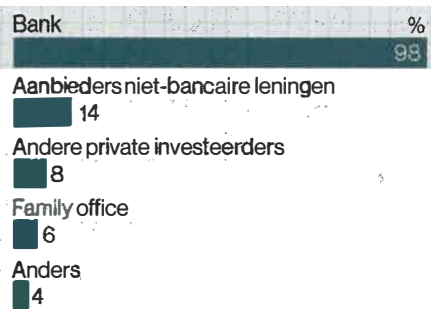 Bank %
98
Aanbieders niet-bancaire leningen
14
Andere private investeerders
8
Family office
6
Anders
4